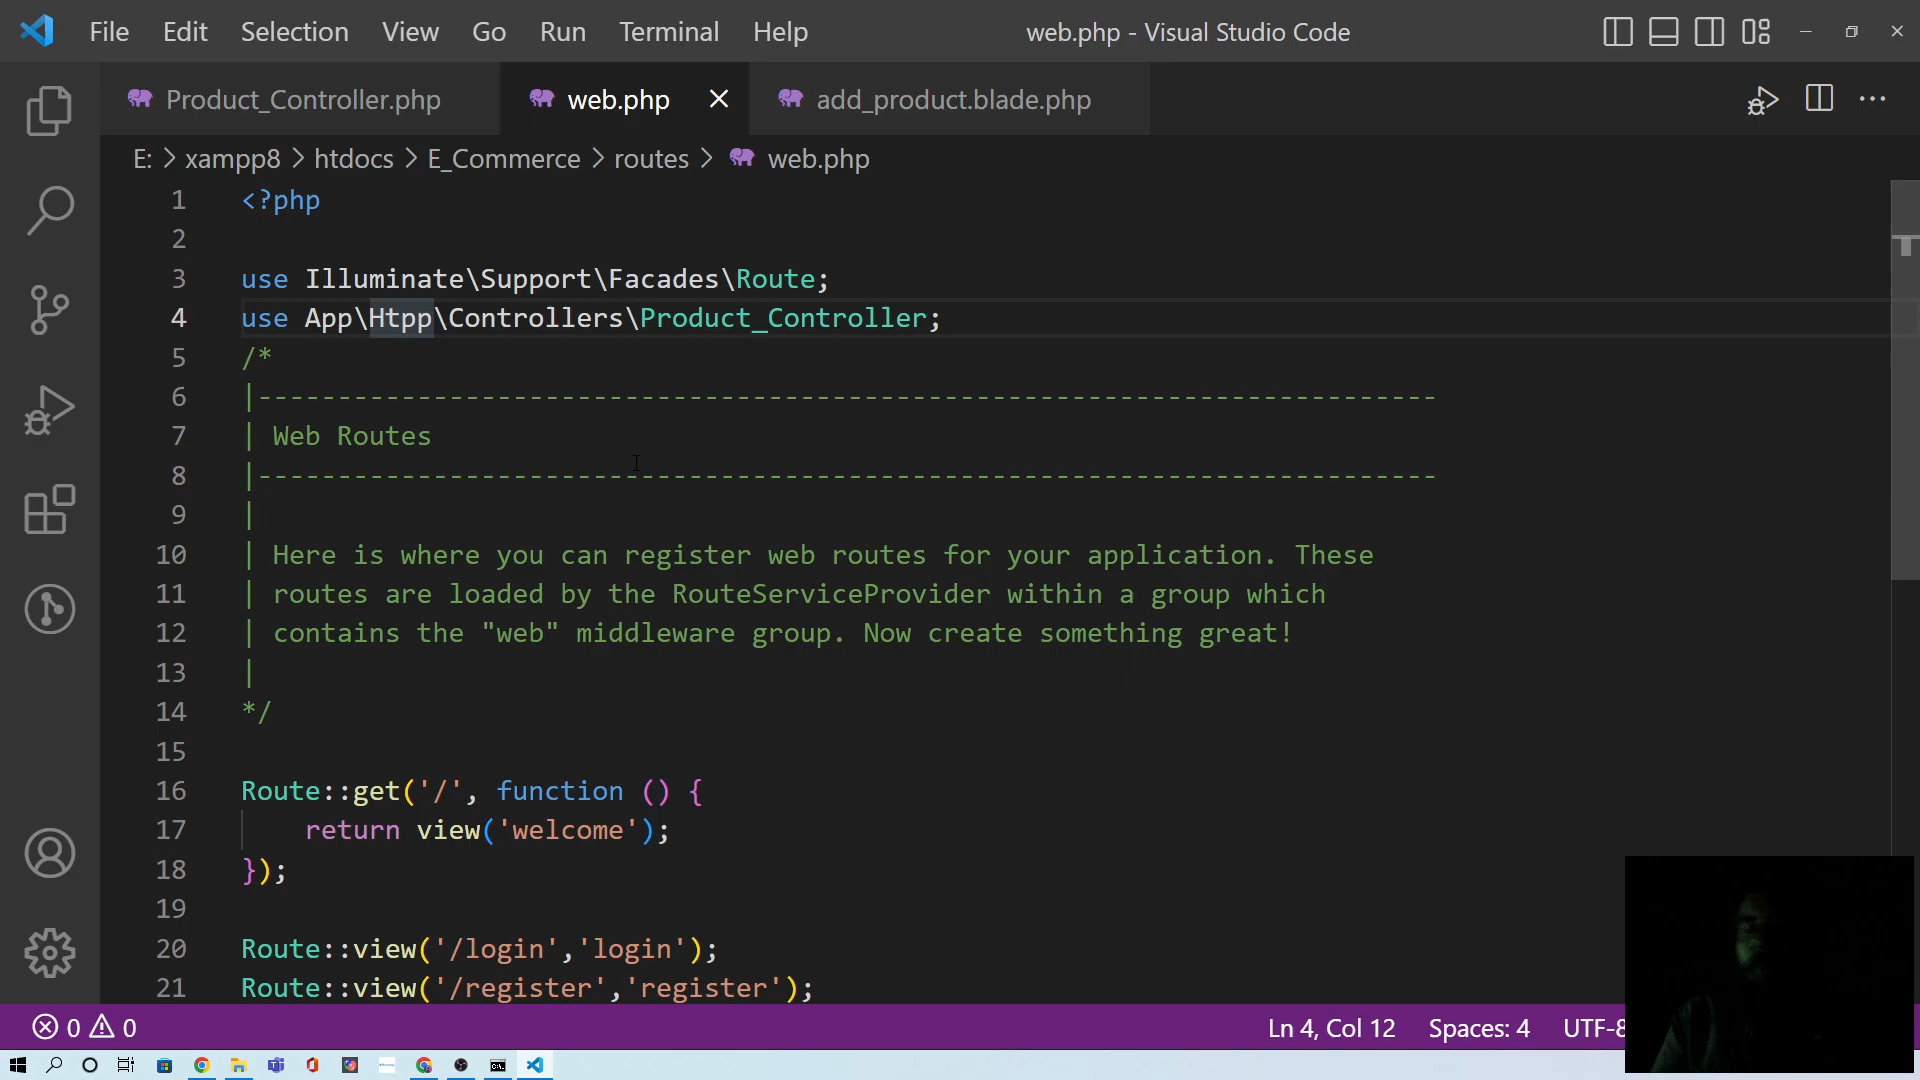 File Edit Selection View Go Run Terminal Help web.php - Visual Studio Code
Product_Controller.php web.php add_product.blade.php
E: > xampp8 > htdocs > E_Commerce > routes > web.php
1 <?php
2
3 use Illuminate\Support\Facades\Route;
4 use App\Htpp\Controllers\Product_Controller;
5 /*
6 |--------------------------------------------------------------------------
7 | Web Routes
8 |--------------------------------------------------------------------------
9 |
10 | Here is where you can register web routes for your application. These
11 | routes are loaded by the RouteServiceProvider within a group which
12 | contains the "web" middleware group. Now create something great!
13 |
14 */
15
16 Route::get('/', function () {
17 return view('welcome');
18 });
19
20 Route::view('/login','login');
21 Route::view('/register','register');
0 0 Ln 4, Col 12 Spaces: 4 UTF-8